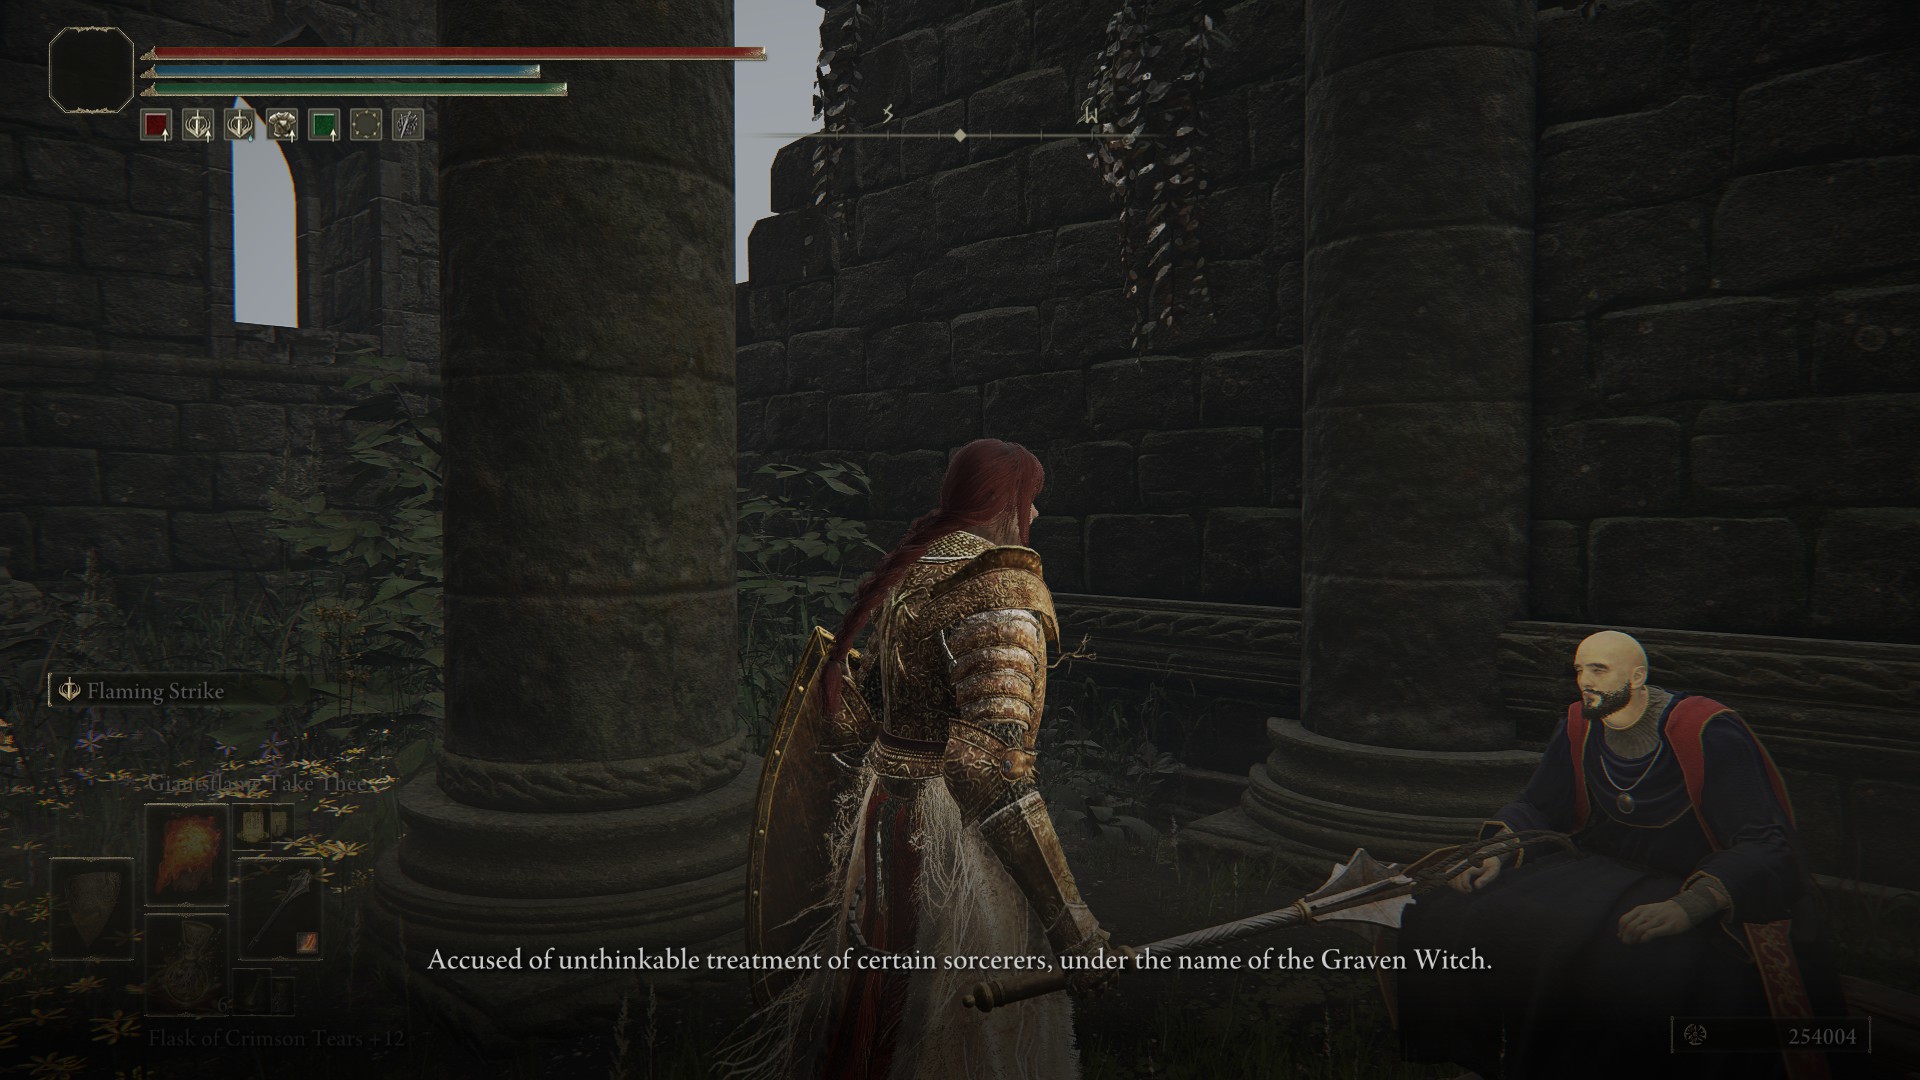 S
W
Flaming Strike
Giantsflame Take Thee
6
Accused of unthinkable treatment of certain sorcerers, under the name of the Graven Witch.
Flask of Crimson Tears +12
254004